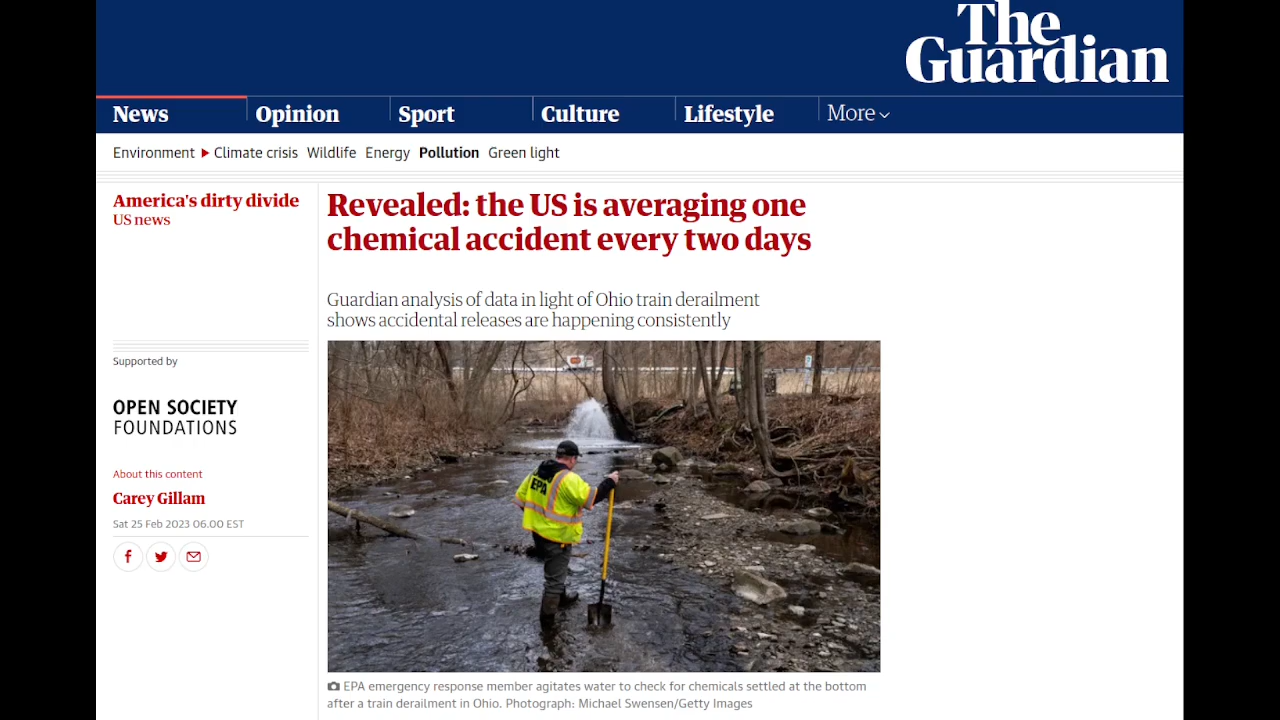 The
Guardian
News
Opinion
Sport
Culture
Lifestyle
More
Environment
Climate crisis
Wildlife
Energy
Pollution
Green light
America's dirty divide
US news
Revealed: the US is averaging one
chemical accident every two days
Guardian analysis of data in light of Ohio train derailment
shows accidental releases are happening consistently
Supported by
OPEN SOCIETY
FOUNDATIONS
About this content
Carey Gillam
Sat 25 Feb 2023 06.00 EST
EPA
EPA emergency response member agitates water to check for chemicals settled at the bottom
after a train derailment in Ohio. Photograph: Michael Swensen/Getty Images